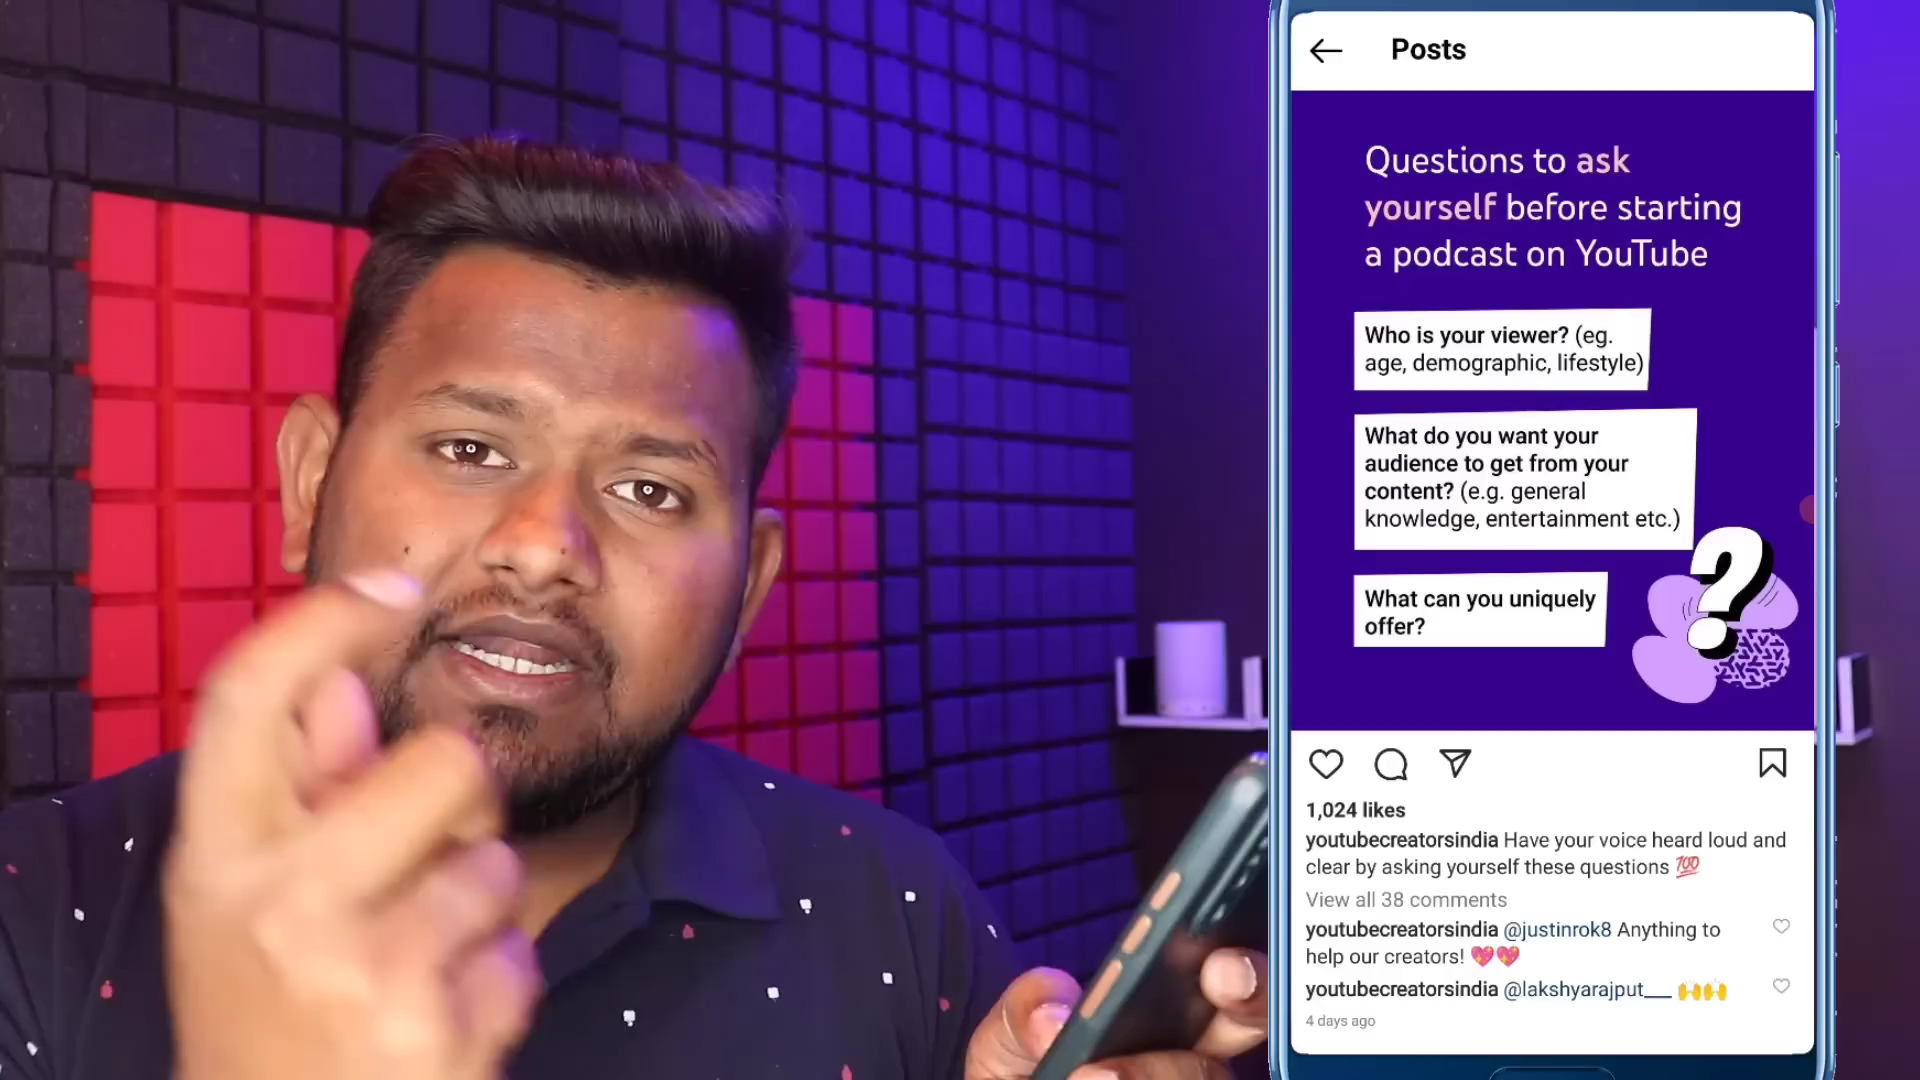 Posts
Questions to ask
yourself before starting
a podcast on YouTube
Who is your viewer? (eg.
age, demographic, lifestyle)
What do you want your
audience to get from your
content? (e.g. general
knowledge, entertainment etc.)
What can you uniquely
offer?
?
1,024 likes
youtubecreatorsindia Have your voice heard loud and
clear by asking yourself these questions 💯
View all 38 comments
youtubecreatorsindia @justinrok8 Anything to
help our creators! 💖💖
youtubecreatorsindia @lakshyarajput__ 🙌🙌
4 days ago